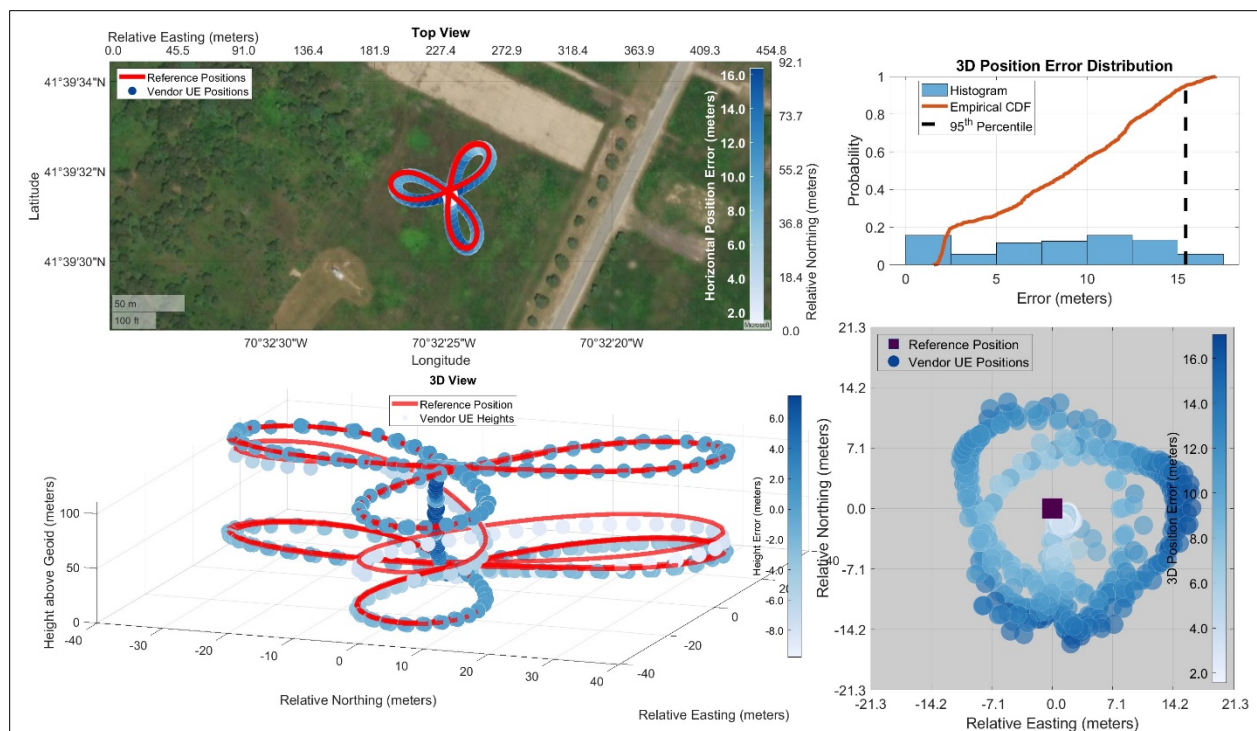 Relative Easting (meters)
Top View
0.0 45.5 91.0 136.4 181.9 227.4 272.9 318.4 363.9 409.3 454.8
Reference Positions
Vendor UE Positions
41°39'34"N
41°39'32"N
41°39'30"N
Latitude
50 m
100 ft
70°32'30"W 70°32'25"W 70°32'20"W
Longitude
Horizontal Position Error (meters)
16.0
14.0
12.0
10.0
8.0
6.0
4.0
2.0
Microsoft
92.1
73.7
55.2
36.8
18.4
0.0
Relative Northing (meters)
3D Position Error Distribution
Histogram
Empirical CDF
95th Percentile
1
0.8
0.6
0.4
0.2
0
Probability
0 5 10 15
Error (meters)
3D View
Reference Position
Vendor UE Heights
Height above Geoid (meters)
100
50
0
-40 -30 -20 -10 0 10 20 30 40
Relative Northing (meters)
-40
-20
0
40
Relative Easting (meters)
Height Error (meters)
6.0
4.0
2.0
0.0
-2.0
-4.0
-6.0
-8.0
Reference Position
Vendor UE Positions
21.3
14.2
7.1
0.0
-7.1
-14.2
-21.3
Relative Northing (meters)
-21.3 -14.2 -7.1 0.0 7.1 14.2 21.3
Relative Easting (meters)
3D Position Error (meters)
16.0
14.0
12.0
10.0
8.0
6.0
4.0
2.0